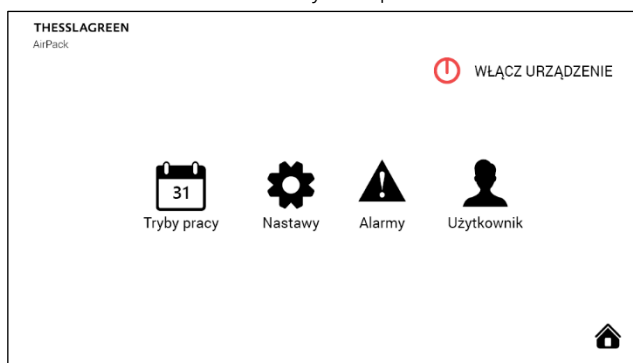 THESSLAGREEN
AirPack
WŁĄCZ URZĄDZENIE
31
Tryby pracy
Nastawy
Alarmy
Użytkownik